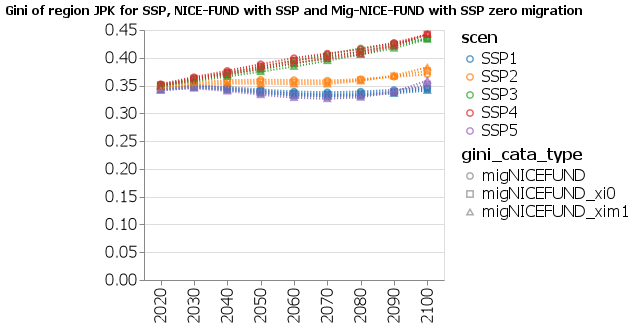 Gini of region JPK for SSP, NICE-FUND with SSP and Mig-NICE-FUND with SSP zero migration
0.45
0.40
0.35
0.30
0.25
0.20
0.15
0.10
0.05
0.00
2020
2030
2040
2050
2060
2070
2080
2090
2100
scen
SSP1
SSP2
SSP3
SSP4
SSP5
gini_cata_type
migNICEFUND
migNICEFUND_xi0
migNICEFUND_xim1